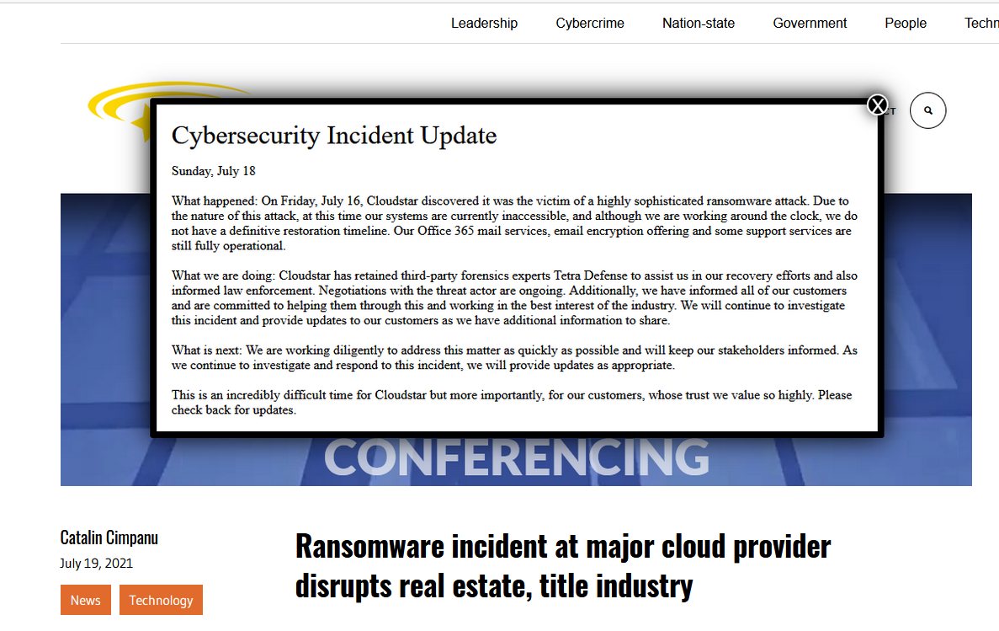 Leadership Cybercrime Nation-state Government People Techn
X
CT
Cybersecurity Incident Update
Sunday, July 18
What happened: On Friday, July 16, Cloudstar discovered it was the victim of a highly sophisticated ransomware attack. Due to
the nature of this attack, at this time our systems are currently inaccessible, and although we are working around the clock, we do
not have a definitive restoration timeline. Our Office 365 mail services, email encryption offering and some support services are
still fully operational.
What we are doing: Cloudstar has retained third-party forensics experts Tetra Defense to assist us in our recovery efforts and also
informed law enforcement. Negotiations with the threat actor are ongoing. Additionally, we have informed all of our customers
and are committed to helping them through this and working in the best interest of the industry. We will continue to investigate
this incident and provide updates to our customers as we have additional information to share.
What is next: We are working diligently to address this matter as quickly as possible and will keep our stakeholders informed. As
we continue to investigate and respond to this incident, we will provide updates as appropriate.
This is an incredibly difficult time for Cloudstar but more importantly, for our customers, whose trust we value so highly. Please
check back for updates.
CONFERENCING
Catalin Cimpanu
July 19, 2021
News Technology
Ransomware incident at major cloud provider
disrupts real estate, title industry